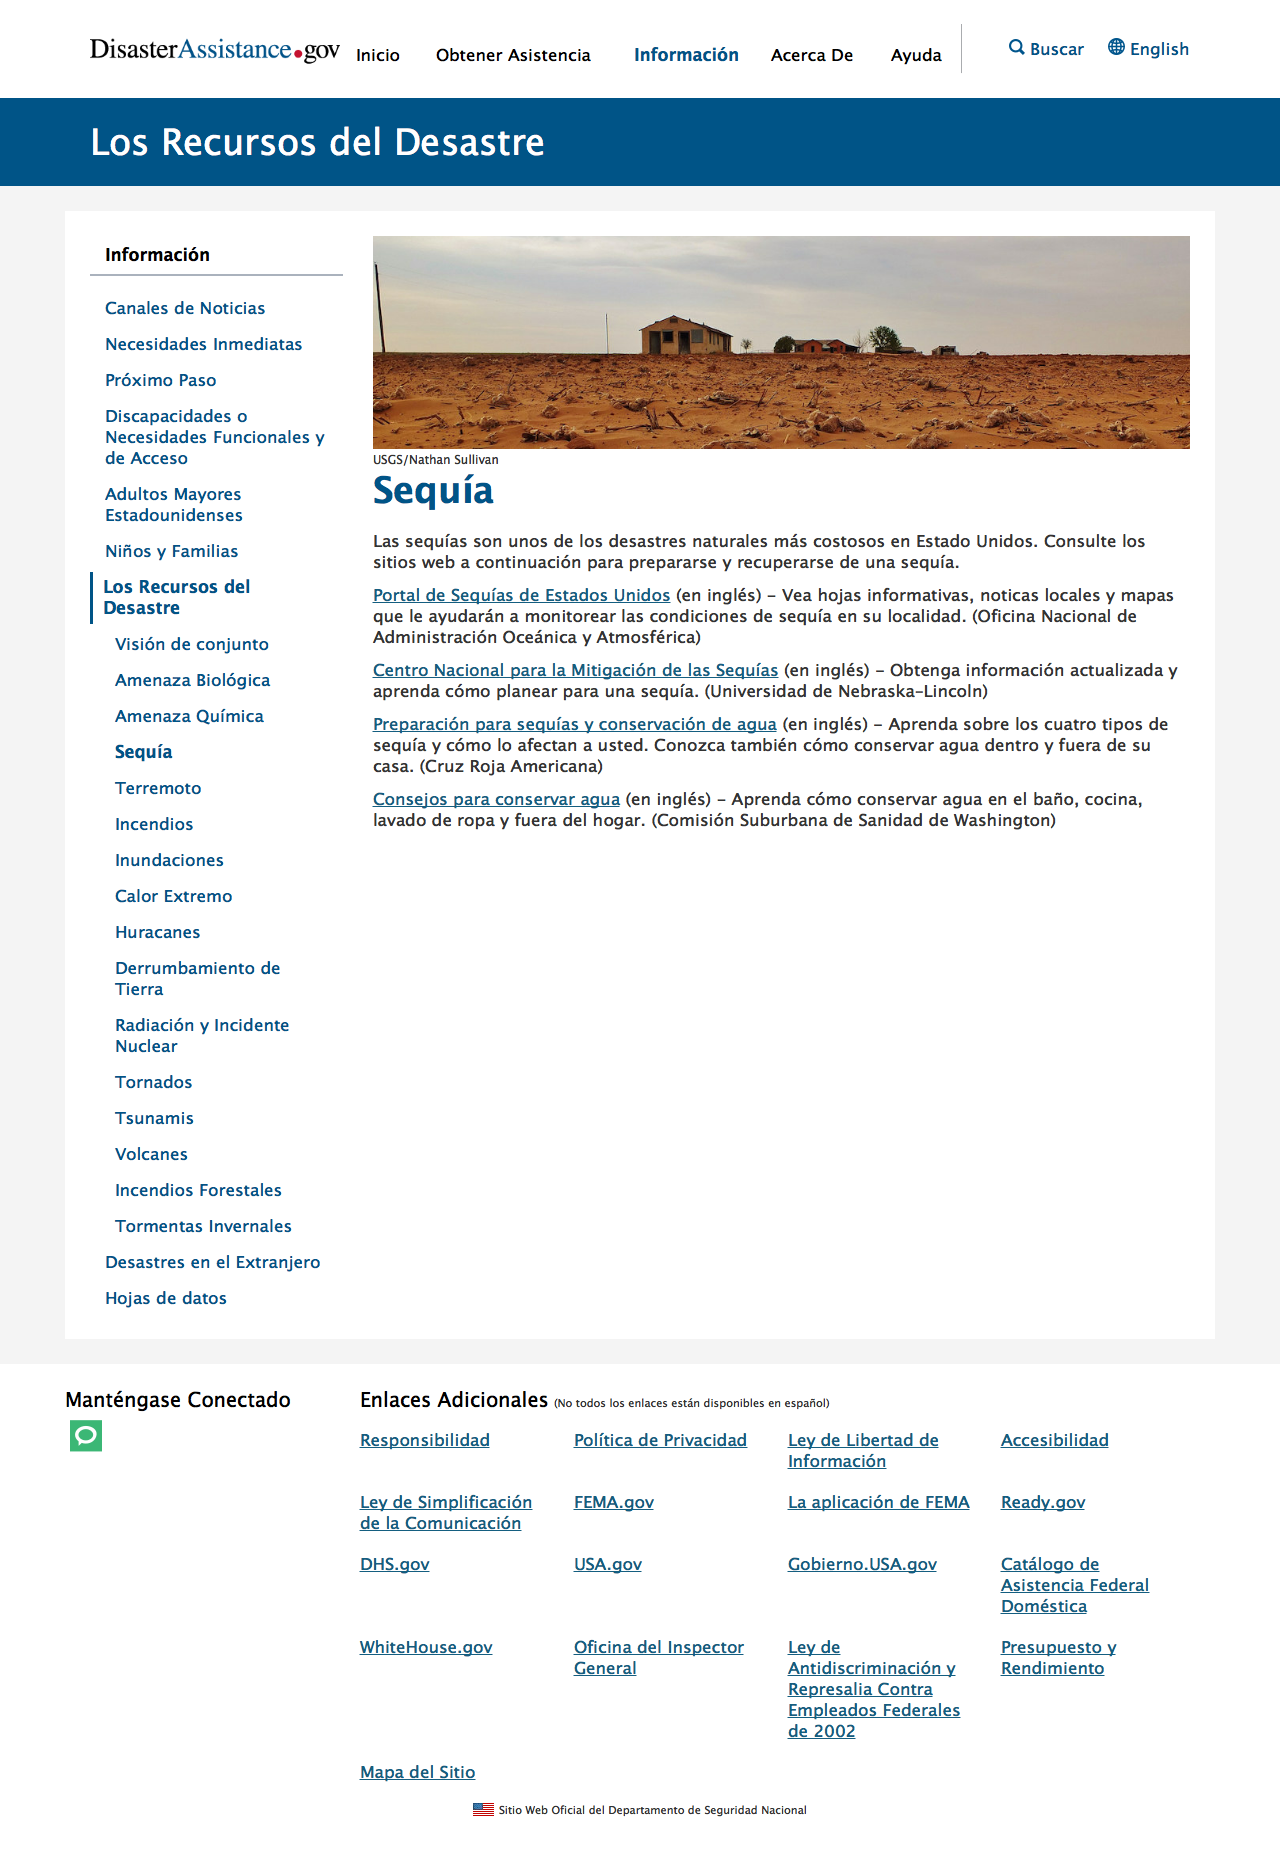 DisasterAssistance.gov
Inicio
Obtener Asistencia
Información
Acerca De
Ayuda
Buscar
English
Los Recursos del Desastre
Información
Canales de Noticias
Necesidades Inmediatas
Próximo Paso
Discapacidades o
Necesidades Funcionales y
de Acceso
Adultos Mayores
Estadounidenses
Niños y Familias
Los Recursos del
Desastre
Visión de conjunto
Amenaza Biológica
Amenaza Química
Sequía
Terremoto
Incendios
Inundaciones
Calor Extremo
Huracanes
Derrumbamiento de
Tierra
Radiación y Incidente
Nuclear
Tornados
Tsunamis
Volcanes
Incendios Forestales
Tormentas Invernales
Desastres en el Extranjero
Hojas de datos
USGS/Nathan Sullivan
Sequía
Las sequías son unos de los desastres naturales más costosos en Estado Unidos. Consulte los
sitios web a continuación para prepararse y recuperarse de una sequía.
Portal de Sequías de Estados Unidos (en inglés) – Vea hojas informativas, noticas locales y mapas
que le ayudarán a monitorear las condiciones de sequía en su localidad. (Oficina Nacional de
Administración Oceánica y Atmosférica)
Centro Nacional para la Mitigación de las Sequías (en inglés) – Obtenga información actualizada y
aprenda cómo planear para una sequía. (Universidad de Nebraska–Lincoln)
Preparación para sequías y conservación de agua (en inglés) – Aprenda sobre los cuatro tipos de
sequía y cómo lo afectan a usted. Conozca también cómo conservar agua dentro y fuera de su
casa. (Cruz Roja Americana)
Consejos para conservar agua (en inglés) – Aprenda cómo conservar agua en el baño, cocina,
lavado de ropa y fuera del hogar. (Comisión Suburbana de Sanidad de Washington)
Manténgase Conectado
Enlaces Adicionales (No todos los enlaces están disponibles en español)
Responsibilidad
Política de Privacidad
Ley de Libertad de
Información
Accesibilidad
Ley de Simplificación
de la Comunicación
FEMA.gov
La aplicación de FEMA
Ready.gov
DHS.gov
USA.gov
Gobierno.USA.gov
Catálogo de
Asistencia Federal
Doméstica
WhiteHouse.gov
Oficina del Inspector
General
Ley de
Antidiscriminación y
Represalia Contra
Empleados Federales
de 2002
Presupuesto y
Rendimiento
Mapa del Sitio
Sitio Web Oficial del Departamento de Seguridad Nacional